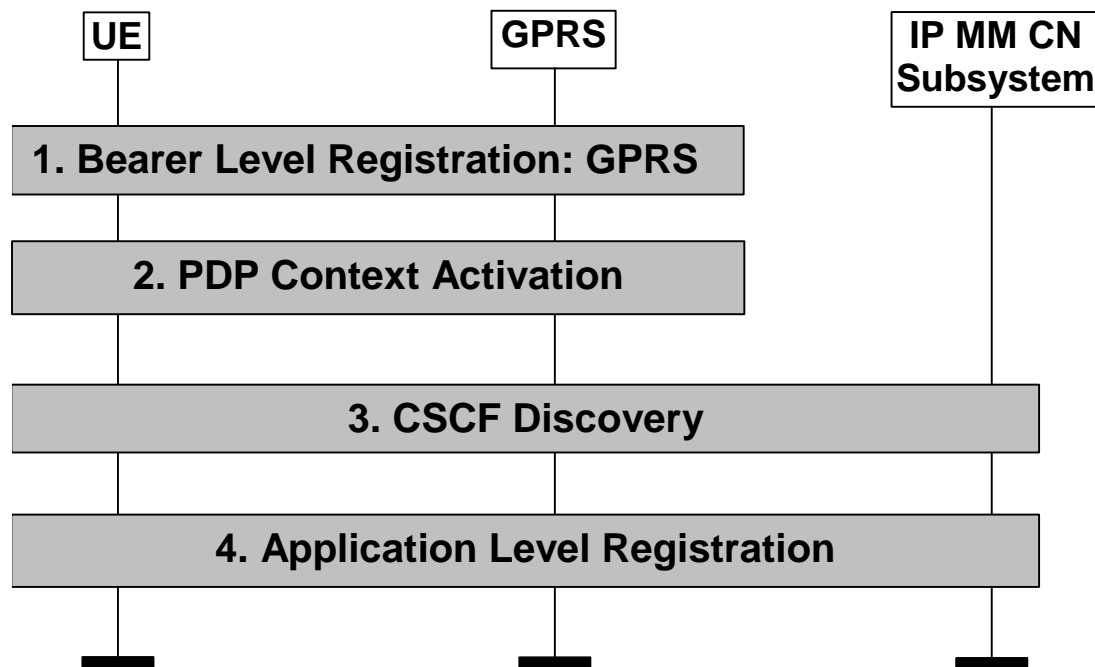 UE
GPRS
IP MM CN
Subsystem
1. Bearer Level Registration: GPRS
2. PDP Context Activation
3. CSCF Discovery
4. Application Level Registration